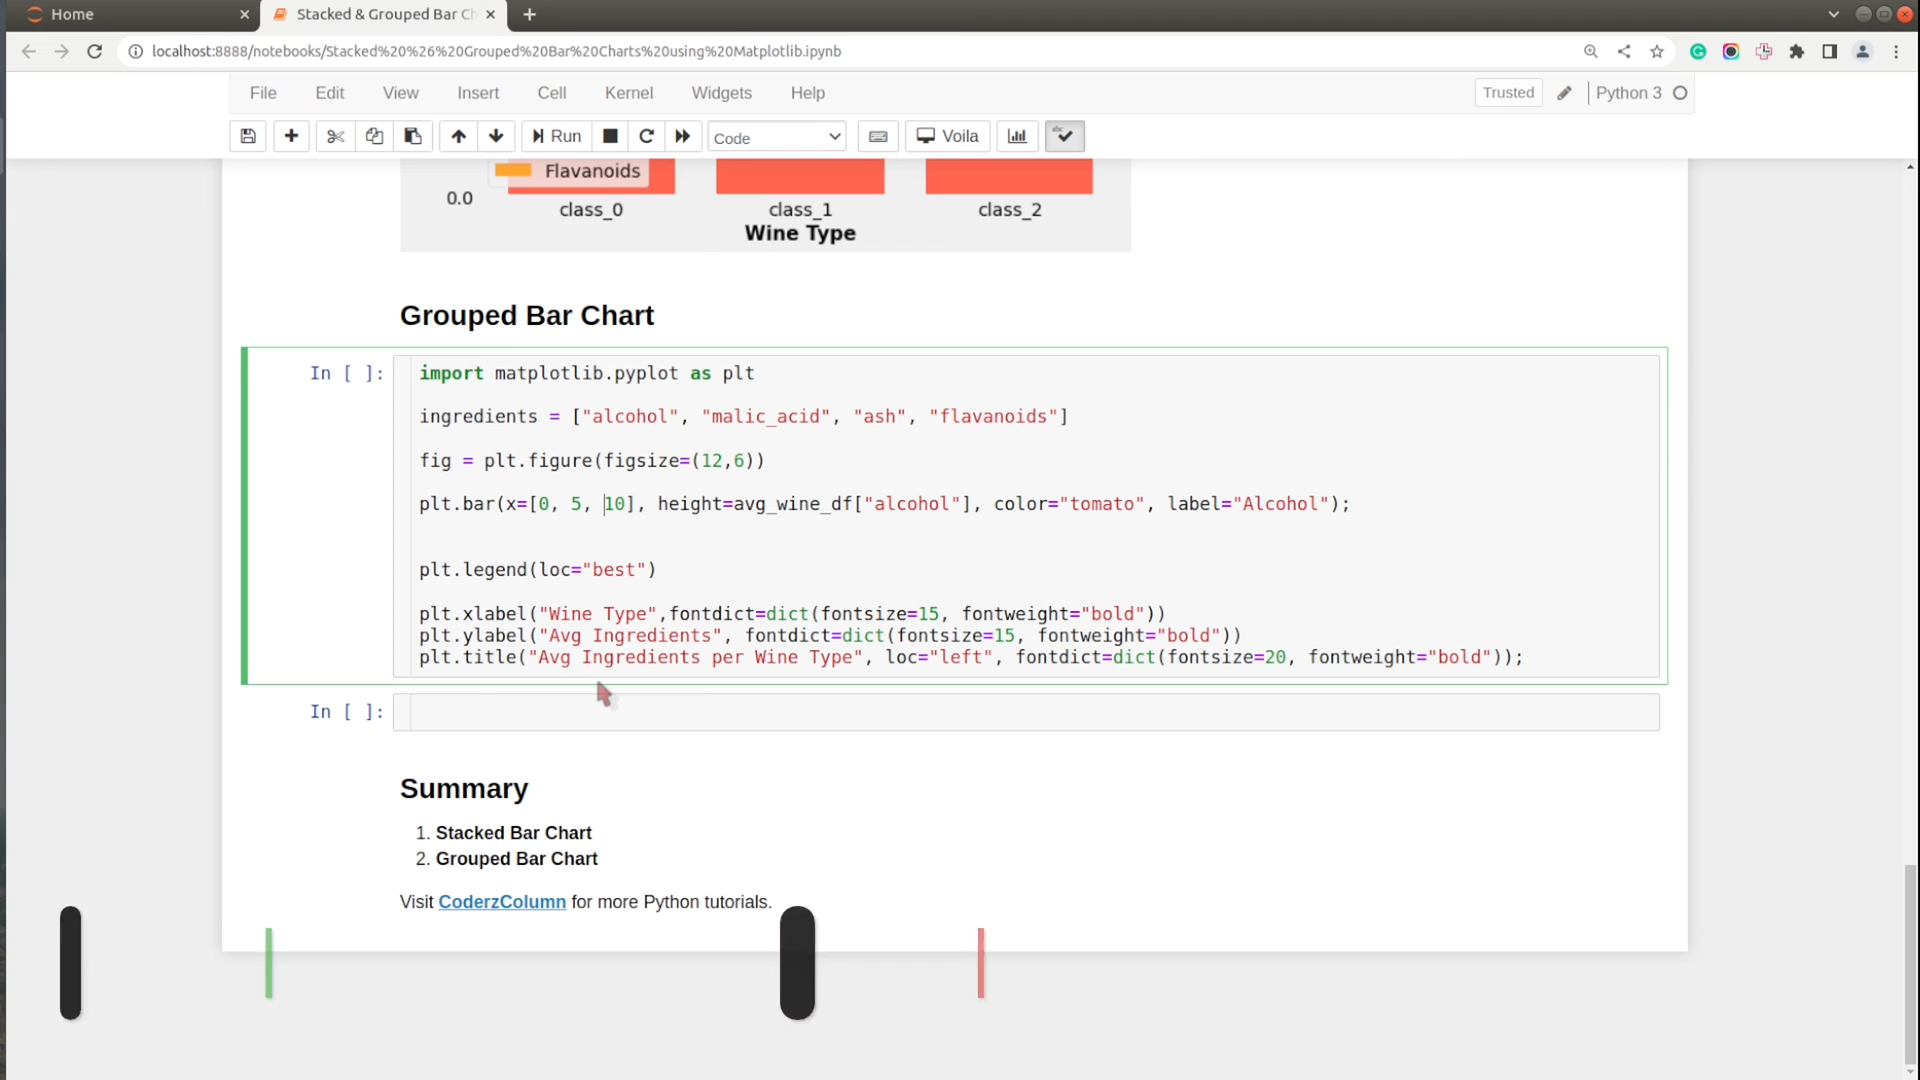 Home
Stacked & Grouped Bar Ch
localhost:8888/notebooks/Stacked%20%26%20Grouped%20Bar%20Charts%20using%20Matplotlib.ipynb
File Edit View Insert Cell Kernel Widgets Help Trusted Python 3
Run Code Voila
Flavanoids
0.0
class_0 class_1 class_2
Wine Type
Grouped Bar Chart
In [ ]: import matplotlib.pyplot as plt
ingredients = ["alcohol", "malic_acid", "ash", "flavanoids"]
fig = plt.figure(figsize=(12,6))
plt.bar(x=[0, 5, 10], height=avg_wine_df["alcohol"], color="tomato", label="Alcohol");
plt.legend(loc="best")
plt.xlabel("Wine Type",fontdict=dict(fontsize=15, fontweight="bold"))
plt.ylabel("Avg Ingredients", fontdict=dict(fontsize=15, fontweight="bold"))
plt.title("Avg Ingredients per Wine Type", loc="left", fontdict=dict(fontsize=20, fontweight="bold"));
In [ ]:
Summary
1. Stacked Bar Chart
2. Grouped Bar Chart
Visit CoderzColumn for more Python tutorials.